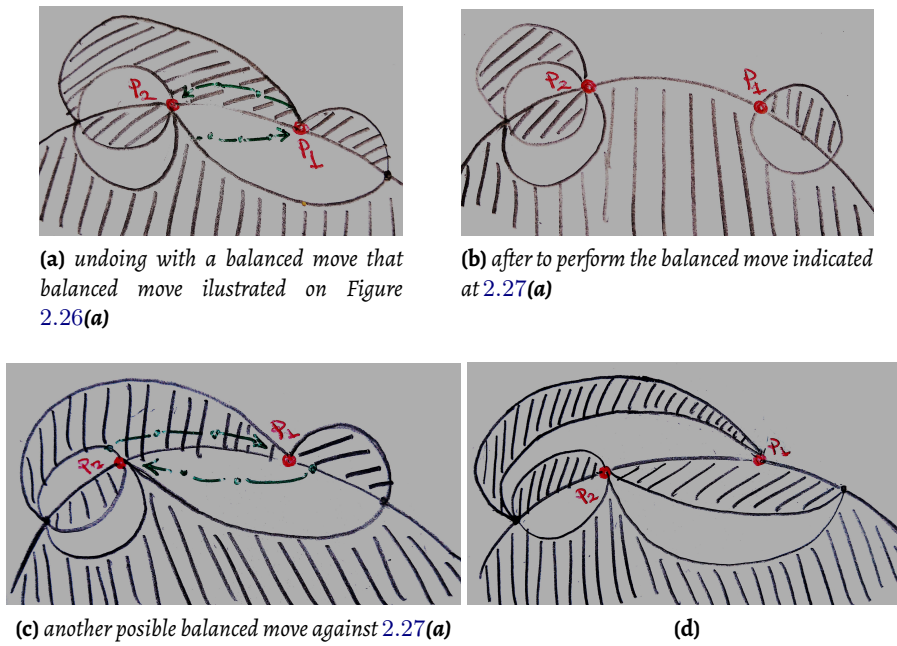 P2
P1
P2
P1
(a) undoing with a balanced move that
balanced move ilustrated on Figure
2.26(a)
(b) after to perform the balanced move indicated
at 2.27(a)
P2
P1
P2
P1
(c) another posible balanced move against 2.27(a)
(d)